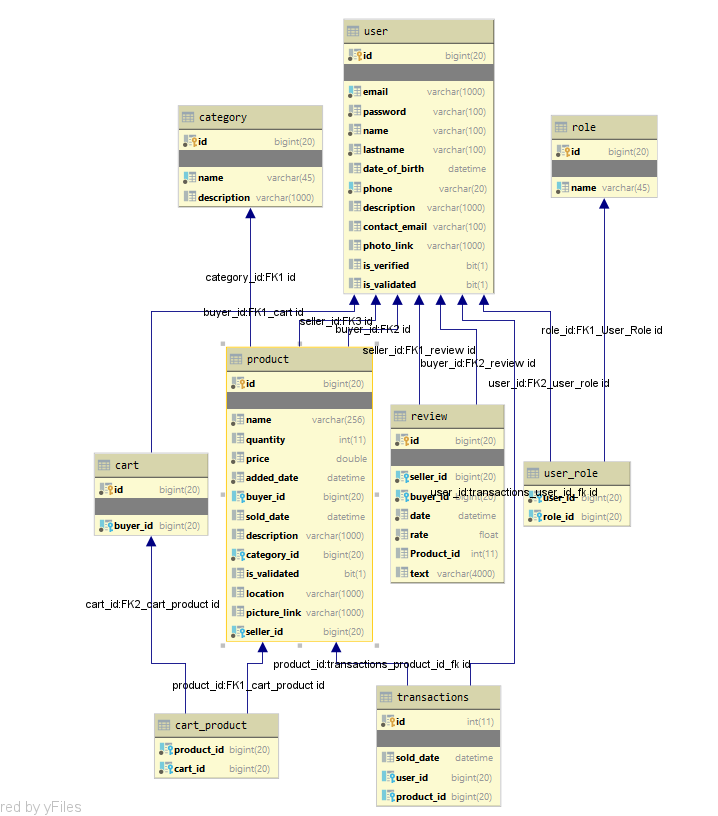 user
id bigint(20)
email varchar(1000)
password varchar(100)
name varchar(100)
lastname varchar(100)
date_of_birth datetime
phone varchar(20)
description varchar(1000)
contact_email varchar(100)
photo_link varchar(1000)
is_verified bit(1)
is_validated bit(1)
category
id bigint(20)
name varchar(45)
description varchar(1000)
role
id bigint(20)
name varchar(45)
category_id:FK1 id
buyer_id:FK1_cart id
seller_id:FK3 id
buyer_id:FK2 id
seller_id:FK1_review id
buyer_id:FK2_review id
role_id:FK1_User_Role id
user_id:FK2_user_role id
product
id bigint(20)
name varchar(256)
quantity int(11)
price double
added_date datetime
buyer_id bigint(20)
sold_date datetime
description varchar(1000)
category_id bigint(20)
is_validated bit(1)
location varchar(1000)
picture_link varchar(1000)
seller_id bigint(20)
review
id bigint(20)
seller_id bigint(20)
buyer_id bigint(20)
date datetime
rate float
Product_id int(11)
text varchar(4000)
cart
id bigint(20)
buyer_id bigint(20)
user_role
user_id bigint(20)
role_id bigint(20)
user_id:transactions_user_id_fk id
cart_id:FK2_cart_product id
product_id:transactions_product_id_fk id
product_id:FK1_cart_product id
cart_product
product_id bigint(20)
cart_id bigint(20)
transactions
id int(11)
sold_date datetime
user_id bigint(20)
product_id bigint(20)
red by yFiles